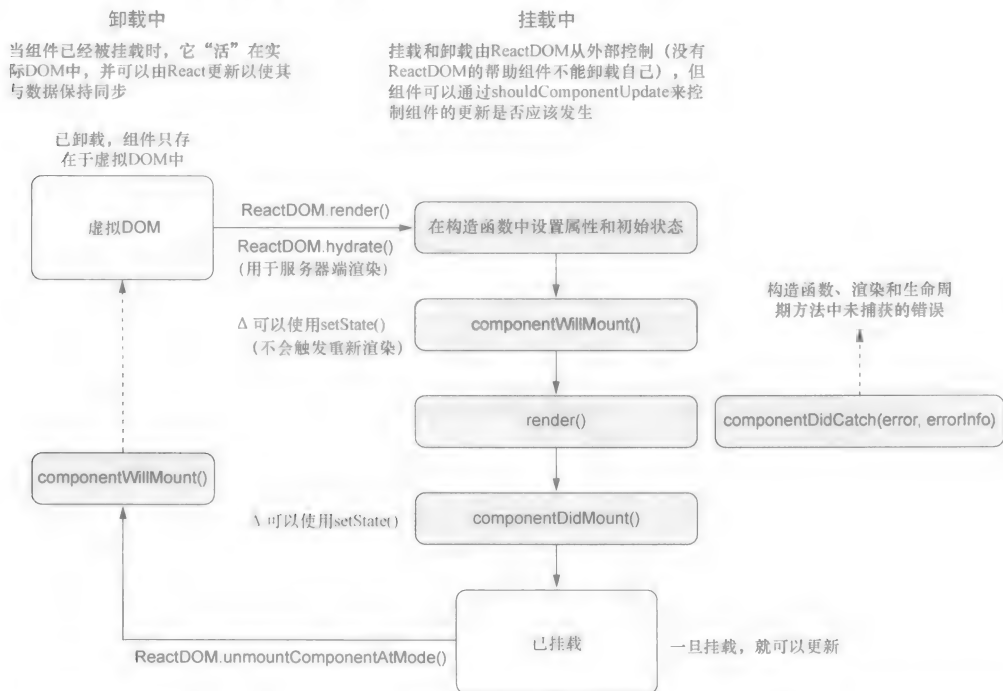 卸载中
当组件已经被挂载时，它“活”在实
际DOM中，并可以由React更新以使其
与数据保持同步
挂载中
挂载和卸载由ReactDOM从外部控制（没有
ReactDOM的帮助组件不能卸载自己），但
组件可以通过shouldComponentUpdate来控
制组件的更新是否应该发生
已卸载，组件只存
在于虚拟DOM中
虚拟DOM
ReactDOM.render()
ReactDOM.hydrate()
（用于服务器端渲染）
在构造函数中设置属性和初始状态
Δ 可以使用setState()
（不会触发重新渲染）
componentWillMount()
构造函数、渲染和生命周
期方法中未捕获的错误
render()
componentDidCatch(error, errorInfo)
componentWillMount()
Δ 可以使用setState()
componentDidMount()
已挂载
一旦挂载，就可以更新
ReactDOM.unmountComponentAtMode()